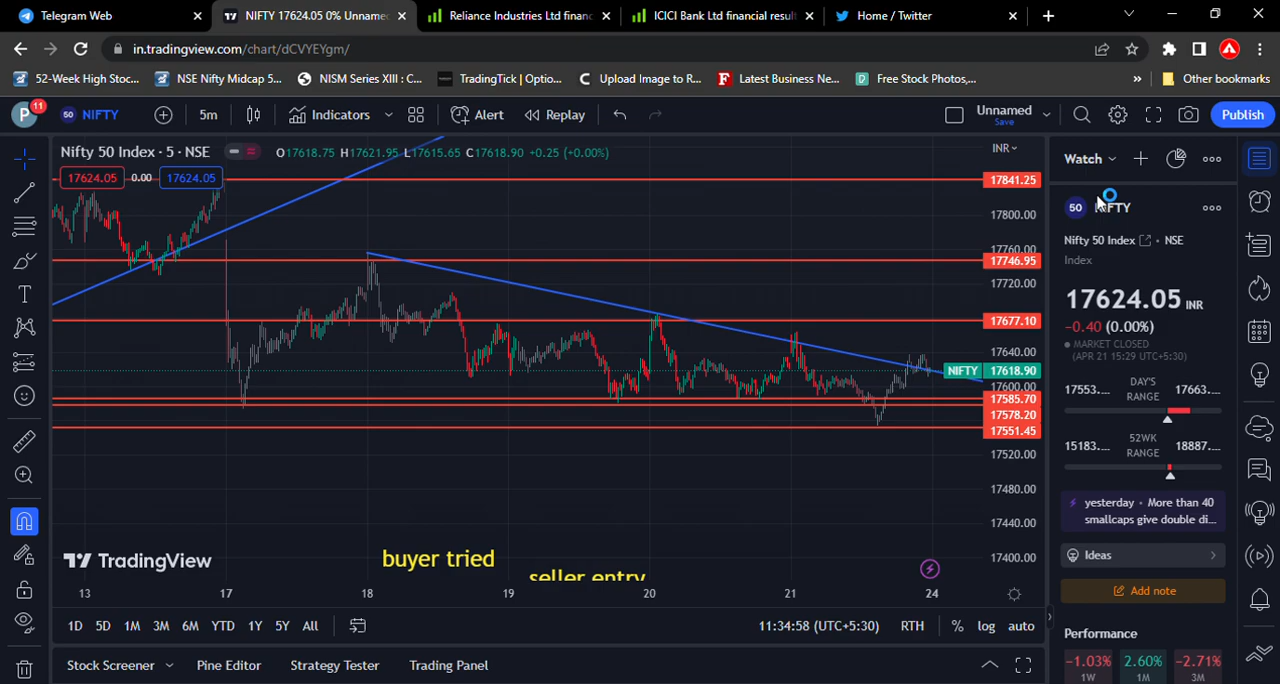 Telegram Web
NIFTY 17624.05 0% Unname
Reliance Industries Ltd finan
ICICI Bank Ltd financial result
Home / Twitter
in.tradingview.com/chart/dCVYEYgm/
52-Week High Stoc...
NSE Nifty Midcap 5...
NISM Series XIII : C...
TradingTick | Optio...
Upload Image to R...
Latest Business Ne...
Free Stock Photos,...
»
Other bookmarks
P 11
50 NIFTY
5m
Indicators
Alert
Replay
Unnamed
Save
Publish
Nifty 50 Index · 5 · NSE
O17618.75 H17621.95 L17615.65 C17618.90 +0.25 (+0.00%)
17624.05 0.00 17624.05
INR
17841.25
17800.00
17760.00
17746.95
17720.00
17677.10
17640.00
NIFTY 17618.90
17600.00
17585.70
17578.20
17551.45
17520.00
17480.00
17440.00
17400.00
buyer tried
seller entry
TradingView
13 17 18 19 20 21 24
1D 5D 1M 3M 6M YTD 1Y 5Y All
11:34:58 (UTC+5:30)
RTH
% log auto
Stock Screener
Pine Editor
Strategy Tester
Trading Panel
Watch
50 NIFTY
Nifty 50 Index · NSE
Index
17624.05 INR
-0.40 (0.00%)
MARKET CLOSED
(APR 21 15:29 UTC+5:30)
17553.... DAY'S RANGE 17663....
15183.... 52WK RANGE 18887....
yesterday · More than 40
smallcaps give double di...
Ideas
Add note
Performance
-1.03% 2.60% -2.71%
1W 1M 3M